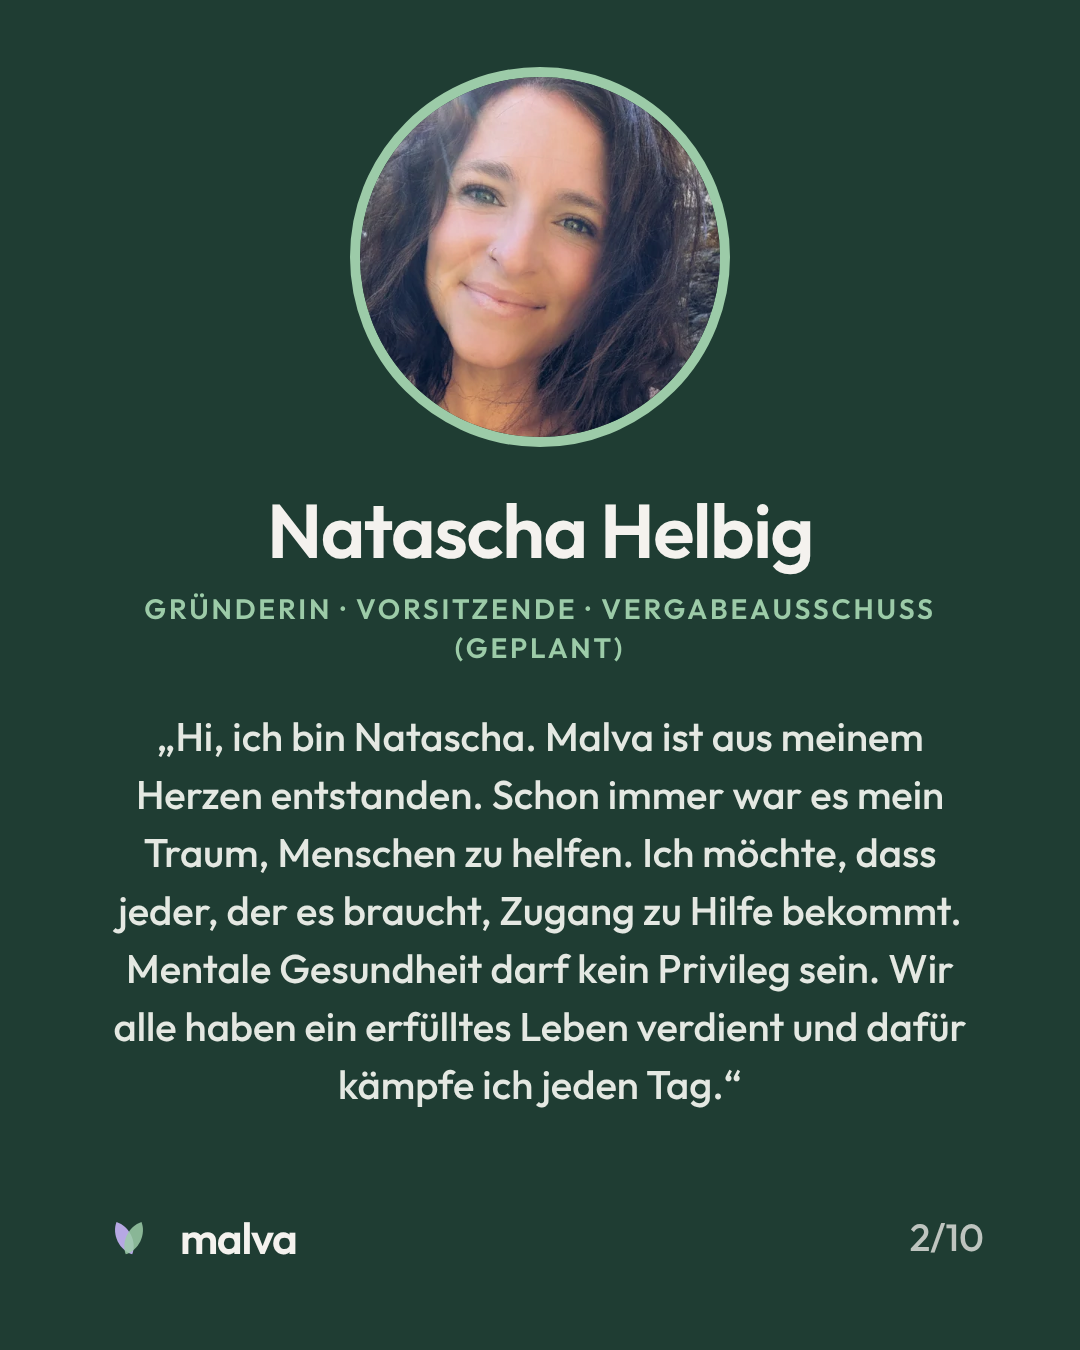 Natascha Helbig
GRÜNDERIN · VORSITZENDE · VERGABEAUSSCHUSS
(GEPLANT)
„Hi, ich bin Natascha. Malva ist aus meinem
Herzen entstanden. Schon immer war es mein
Traum, Menschen zu helfen. Ich möchte, dass
jeder, der es braucht, Zugang zu Hilfe bekommt.
Mentale Gesundheit darf kein Privileg sein. Wir
alle haben ein erfülltes Leben verdient und dafür
kämpfe ich jeden Tag.“
malva
2/10